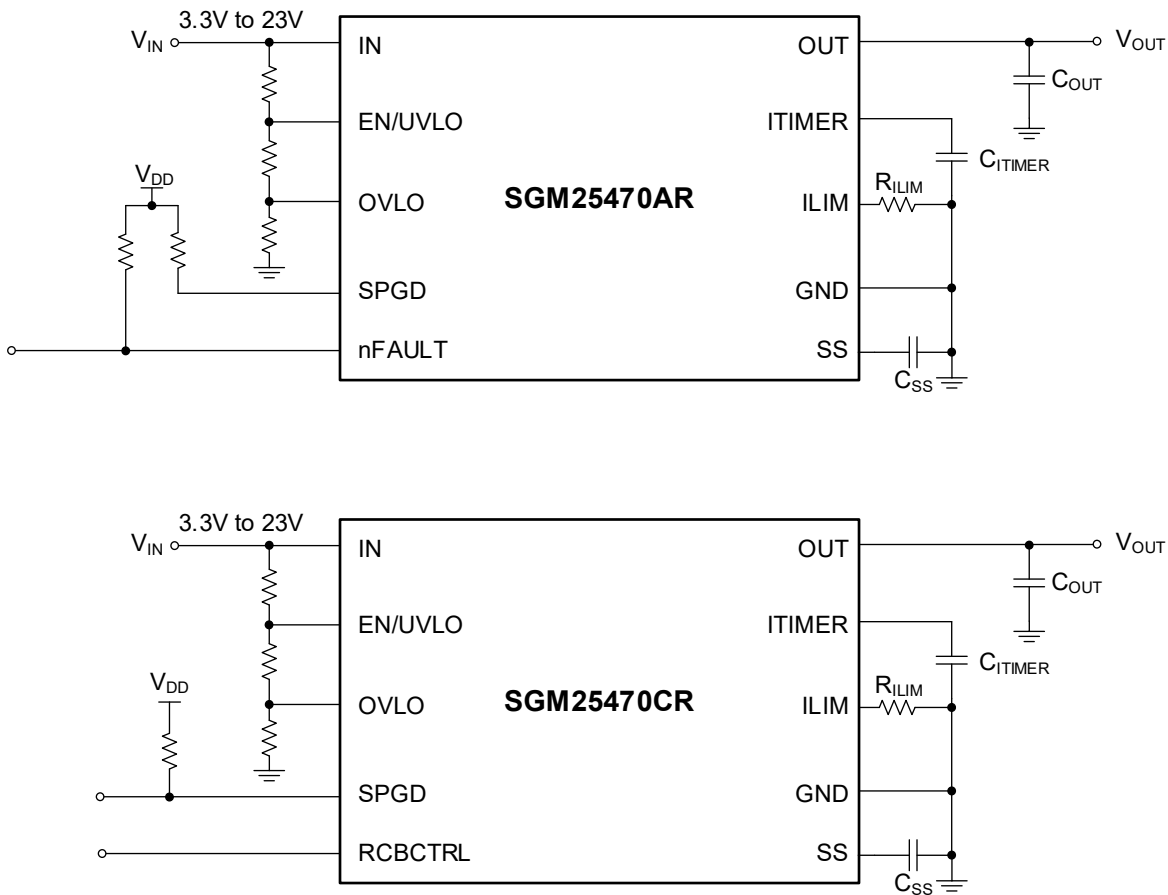 3.3V to 23V
VIN
IN
OUT
VOUT
COUT
EN/UVLO
ITIMER
CITIMER
VDD
RILIM
OVLO
SGM25470AR
ILIM
SPGD
GND
nFAULT
SS
CSS
3.3V to 23V
VIN
IN
OUT
VOUT
COUT
EN/UVLO
ITIMER
CITIMER
VDD
RILIM
OVLO
SGM25470CR
ILIM
SPGD
GND
RCBCTRL
SS
CSS